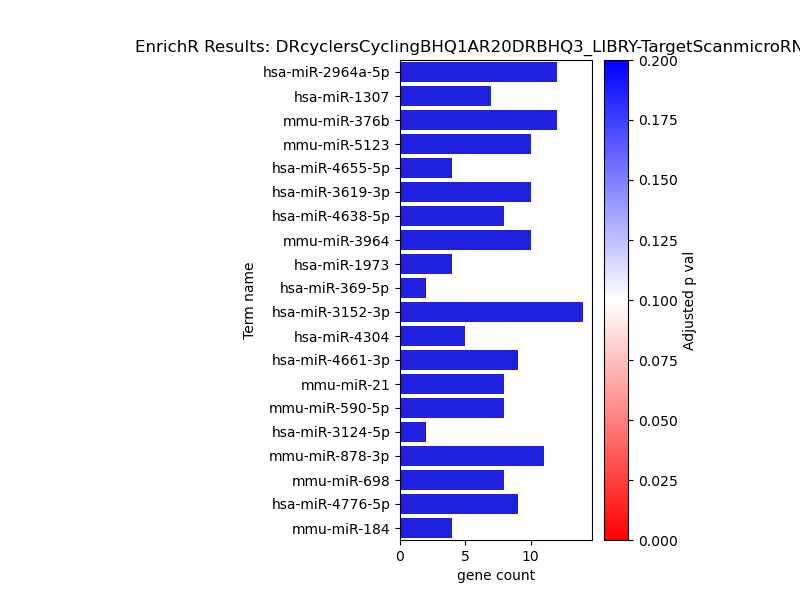 EnrichR Results: DRcyclersCyclingBHQ1AR20DRBHQ3_LIBRY-TargetScanmicroRN
hsa-miR-2964a-5p
hsa-miR-1307
mmu-miR-376b
mmu-miR-5123
hsa-miR-4655-5p
hsa-miR-3619-3p
hsa-miR-4638-5p
mmu-miR-3964
hsa-miR-1973
hsa-miR-369-5p
hsa-miR-3152-3p
hsa-miR-4304
hsa-miR-4661-3p
mmu-miR-21
mmu-miR-590-5p
hsa-miR-3124-5p
mmu-miR-878-3p
mmu-miR-698
hsa-miR-4776-5p
mmu-miR-184
Term name
0 5 10
gene count
0.200
0.175
0.150
0.125
0.100
0.075
0.050
0.025
0.000
Adjusted p val